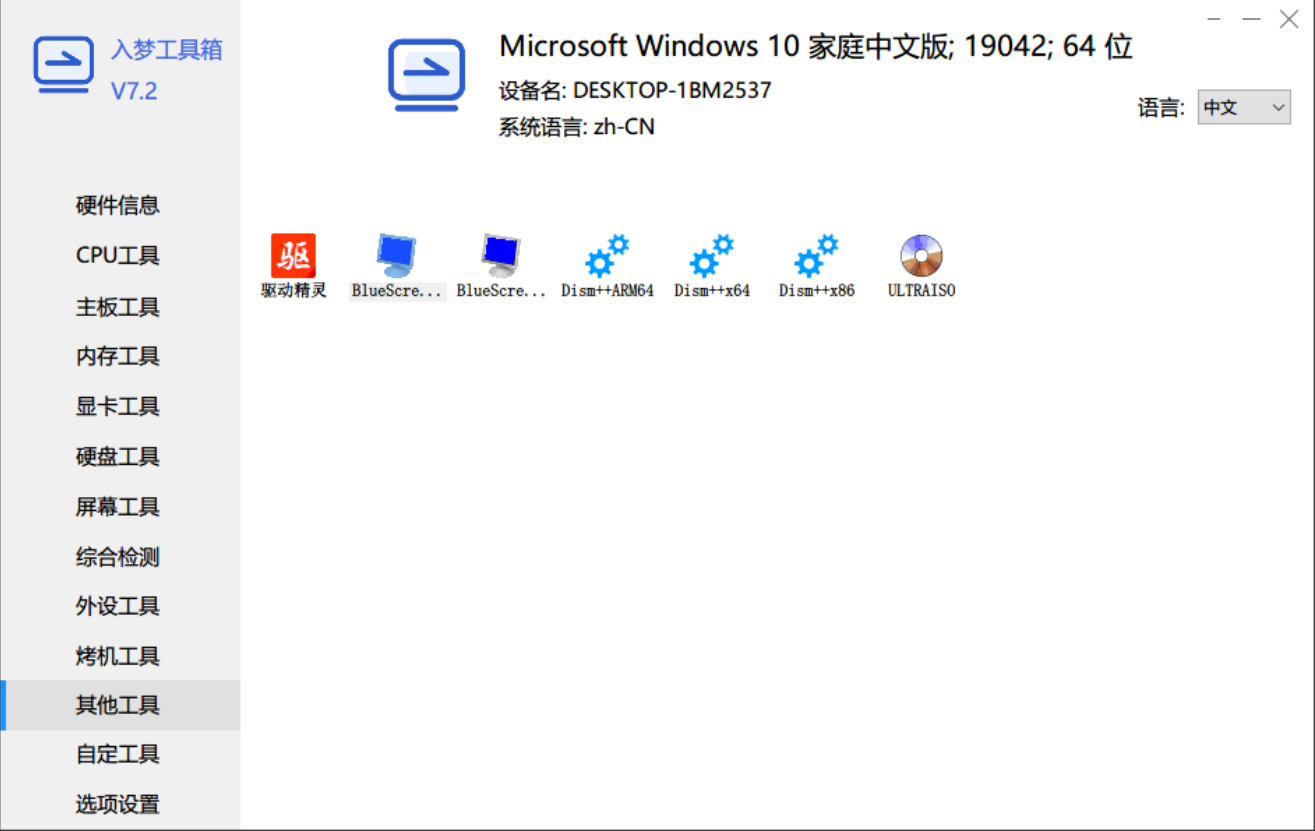 入梦工具箱
V7.2
Microsoft Windows 10 家庭中文版; 19042; 64 位
设备名: DESKTOP-1BM2537
系统语言: zh-CN
语言: 中文
硬件信息
CPU工具
主板工具
内存工具
显卡工具
硬盘工具
屏幕工具
综合检测
外设工具
烤机工具
其他工具
自定工具
选项设置
驱
驱动精灵 BlueScre... BlueScre... Dism++ARM64 Dism++x64 Dism++x86 ULTRAISO